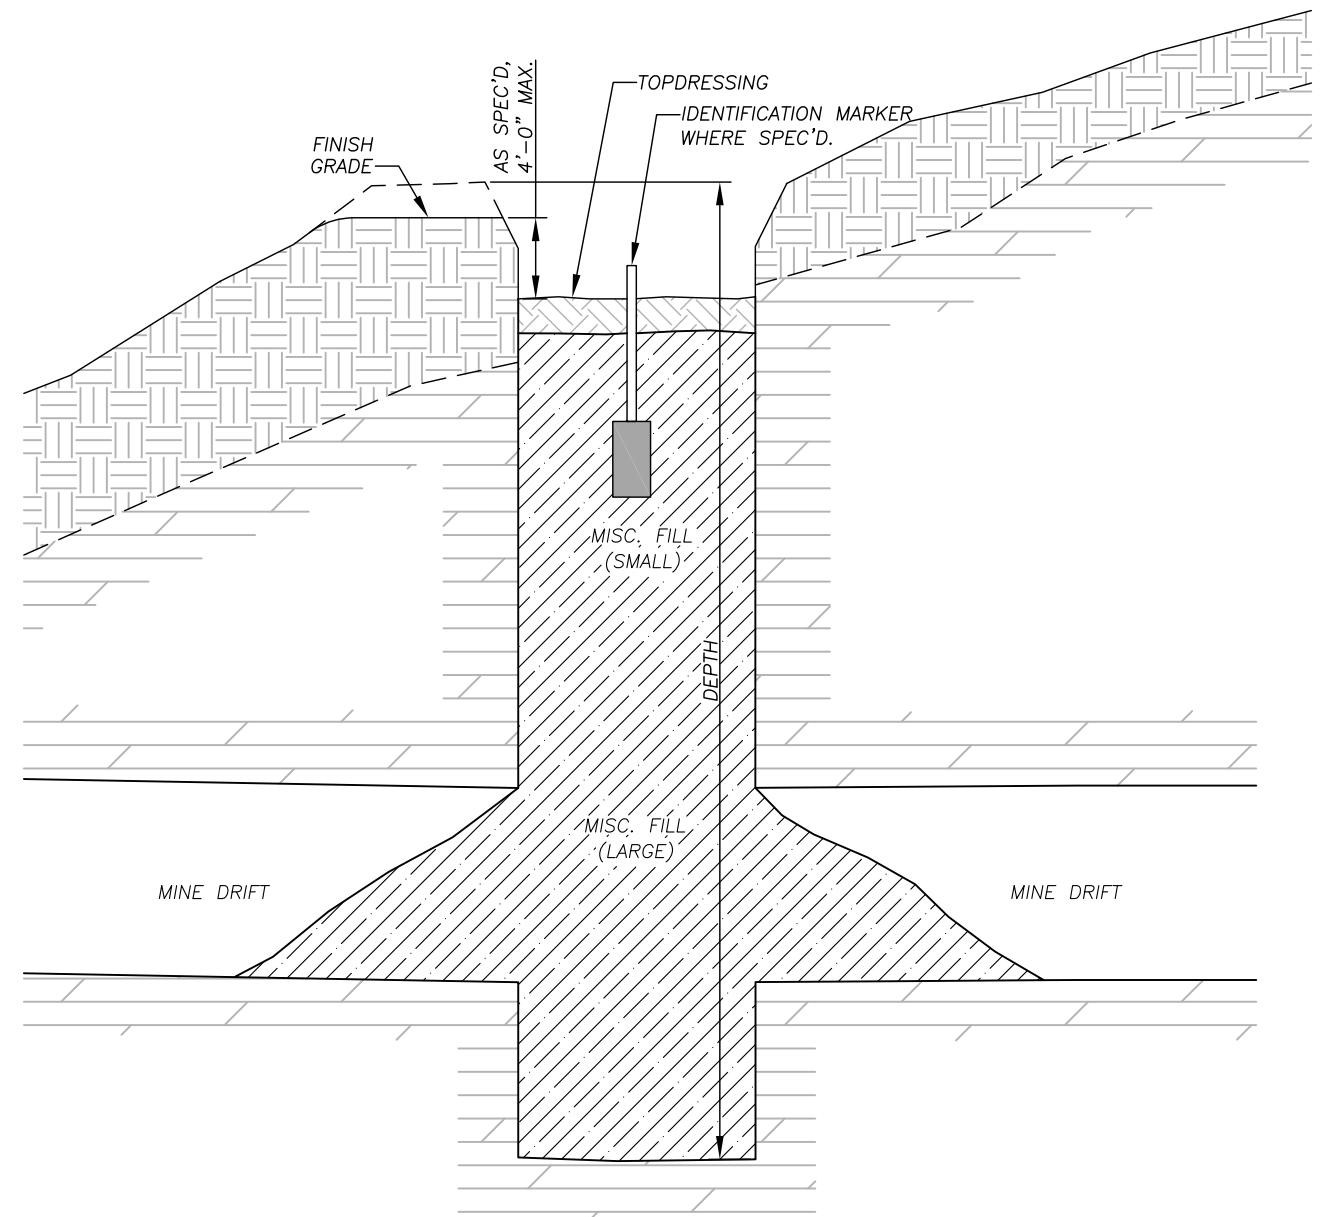 AS SPEC'D,
4'-0" MAX.
TOPDRESSING
IDENTIFICATION MARKER
WHERE SPEC'D.
FINISH
GRADE
MISC. FILL
(SMALL)
DEPTH
MISC. FILL
(LARGE)
MINE DRIFT
MINE DRIFT